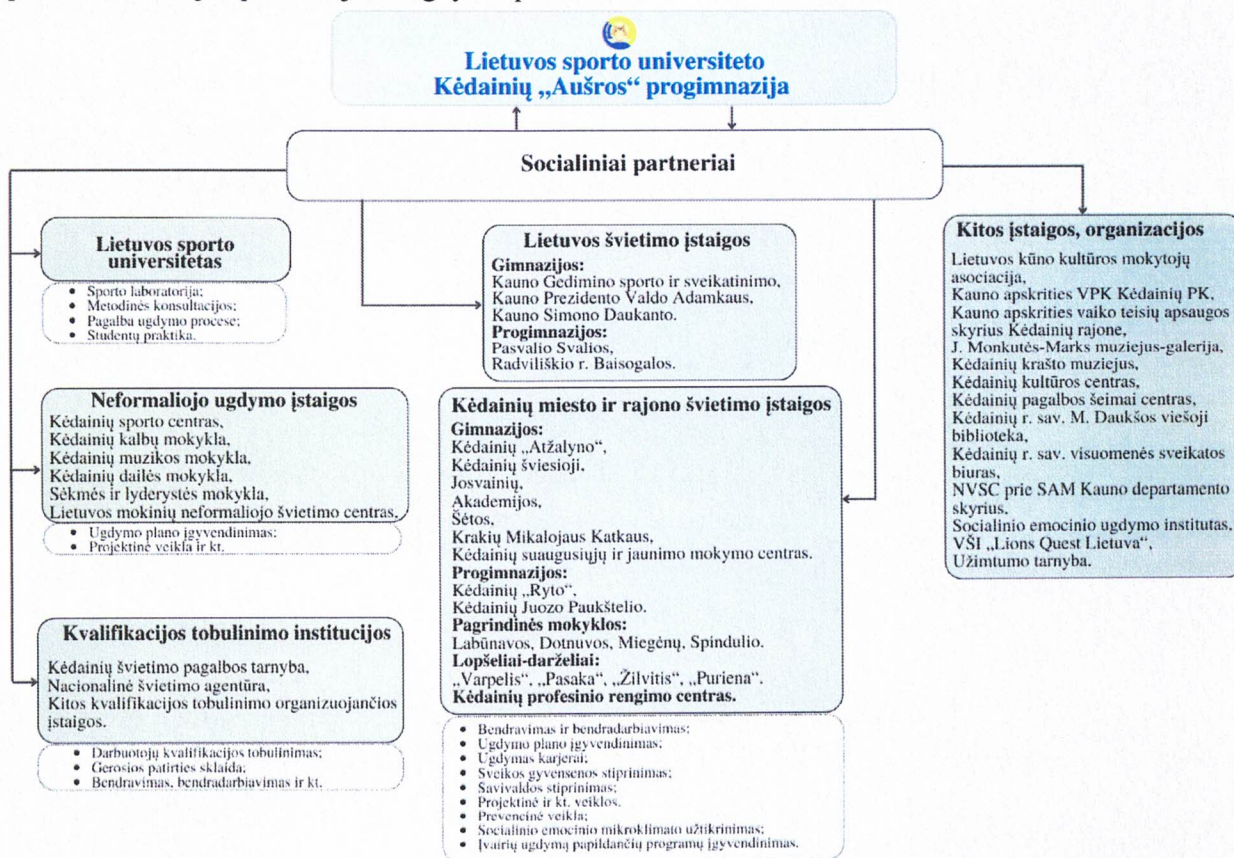 Lietuvos sporto universiteto
Kėdainių „Aušros“ progimnazija
Socialiniai partneriai
Lietuvos sporto
universitetas
• Sporto laboratorija;
• Metodinės konsultacijos;
• Pagalba ugdymo procese;
• Studentų praktika.
Neformaliojo ugdymo įstaigos
Kėdainių sporto centras,
Kėdainių kalbų mokykla,
Kėdainių muzikos mokykla,
Kėdainių dailės mokykla,
Sėkmės ir lyderystės mokykla,
Lietuvos mokinių neformaliojo švietimo centras.
• Ugdymo plano įgyvendinimas;
• Projektinė veikla ir kt.
Kvalifikacijos tobulinimo institucijos
Kėdainių švietimo pagalbos tarnyba,
Nacionalinė švietimo agentūra,
Kitos kvalifikacijos tobulinimo organizuojančios
įstaigos.
• Darbuotojų kvalifikacijos tobulinimas;
• Gerosios patirties sklaida;
• Bendravimas, bendradarbiavimas ir kt.
Lietuvos švietimo įstaigos
Gimnazijos:
Kauno Gedimino sporto ir sveikatinimo,
Kauno Prezidento Valdo Adamkaus,
Kauno Simono Daukanto.
Progimnazijos:
Pasvalio Svalios,
Radviliškio r. Baisogalos.
Kėdainių miesto ir rajono švietimo įstaigos
Gimnazijos:
Kėdainių „Atžalyno“,
Kėdainių šviesioji,
Josvainių,
Akademijos,
Šėtos,
Krakių Mikalojaus Katkaus,
Kėdainių suaugusiųjų ir jaunimo mokymo centras.
Progimnazijos:
Kėdainių „Ryto“,
Kėdainių Juozo Paukštelio.
Pagrindinės mokyklos:
Labūnavos, Dotnuvos, Miegėnų, Spindulio.
Lopšeliai-darželiai:
„Varpelis“, „Pasaka“, „Žilvitis“, „Puriena“.
Kėdainių profesinio rengimo centras.
• Bendravimas ir bendradarbiavimas;
• Ugdymo plano įgyvendinimas;
• Ugdymas karjerai;
• Sveikos gyvensenos stiprinimas;
• Savivaldos stiprinimas;
• Projektinė ir kt. veiklos.
• Prevencinė veikla;
• Socialinio emocinio mikroklimato užtikrinimas;
• Įvairių ugdymą papildančių programų įgyvendinimas.
Kitos įstaigos, organizacijos
Lietuvos kūno kultūros mokytojų
asociacija,
Kauno apskrities VPK Kėdainių PK,
Kauno apskrities vaiko teisių apsaugos
skyrius Kėdainių rajone,
J. Monkutės-Marks muziejus-galerija,
Kėdainių krašto muziejus,
Kėdainių kultūros centras,
Kėdainių pagalbos šeimai centras,
Kėdainių r. sav. M. Daukšos viešoji
biblioteka,
Kėdainių r. sav. visuomenės sveikatos
biuras,
NVSC prie SAM Kauno departamento
skyrius.
Socialinio emocinio ugdymo institutas,
VŠĮ „Lions Quest Lietuva“,
Užimtumo tarnyba.